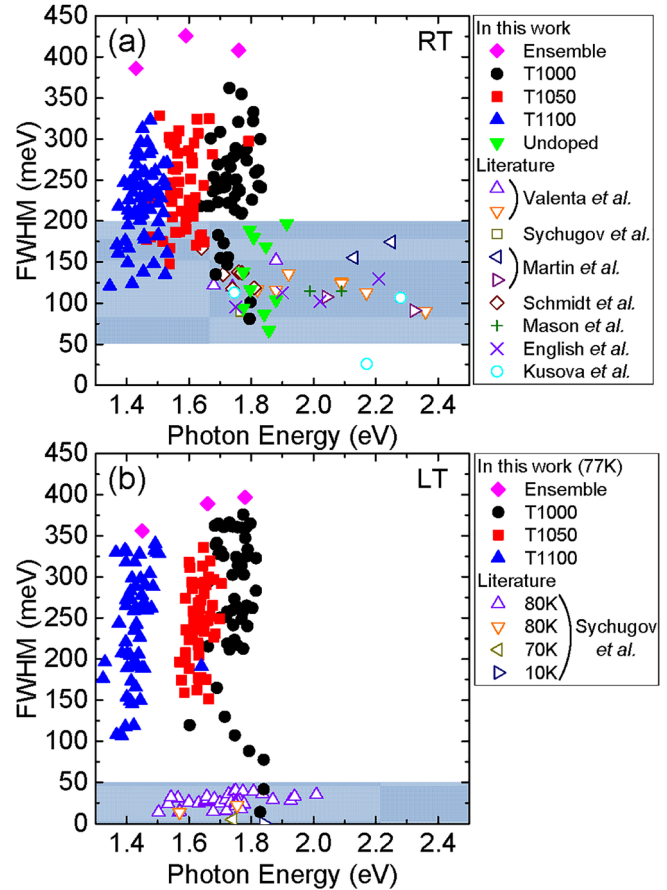 (a)
RT
FWHM (meV)
450
400
350
300
250
200
150
100
50
0
1.4
1.6
1.8
2.0
2.2
2.4
Photon Energy (eV)
In this work
Ensemble
T1000
T1050
T1100
Undoped
Literature
Valenta et al.
Sychugov et al.
Martin et al.
Schmidt et al.
Mason et al.
English et al.
Kusova et al.
(b)
LT
FWHM (meV)
450
400
350
300
250
200
150
100
50
0
1.4
1.6
1.8
2.0
2.2
2.4
Photon Energy (eV)
In this work (77K)
Ensemble
T1000
T1050
T1100
Literature
80K
80K
70K
10K
Sychugov
et al.